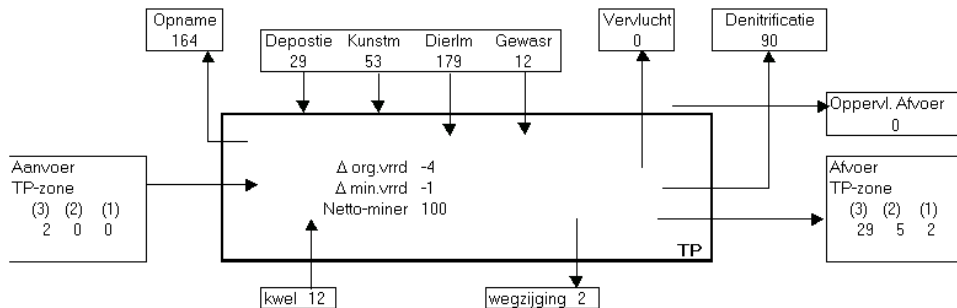 Opname
164
Depostie Kunstm Dierlm Gewasr
29 53 179 12
Vervlucht
0
Denitrificatie
90
Oppervl. Afvoer
0
Aanvoer
TP-zone
(3) (2) (1)
2 0 0
Δ org.vrrd -4
Δ min.vrrd -1
Netto-miner 100
TP
Afvoer
TP-zone
(3) (2) (1)
29 5 2
kwel 12
wegzijging 2